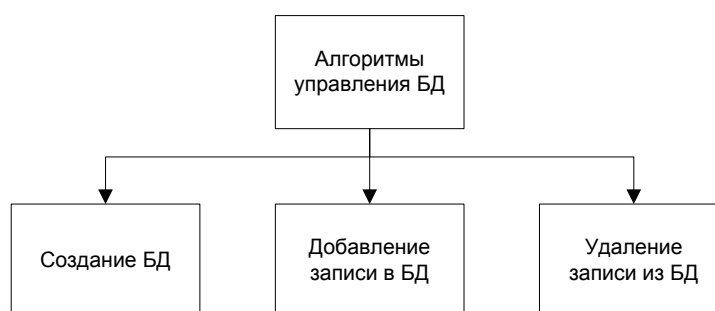 Алгоритмы
управления БД
Создание БД
Добавление
записи в БД
Удаление
записи из БД